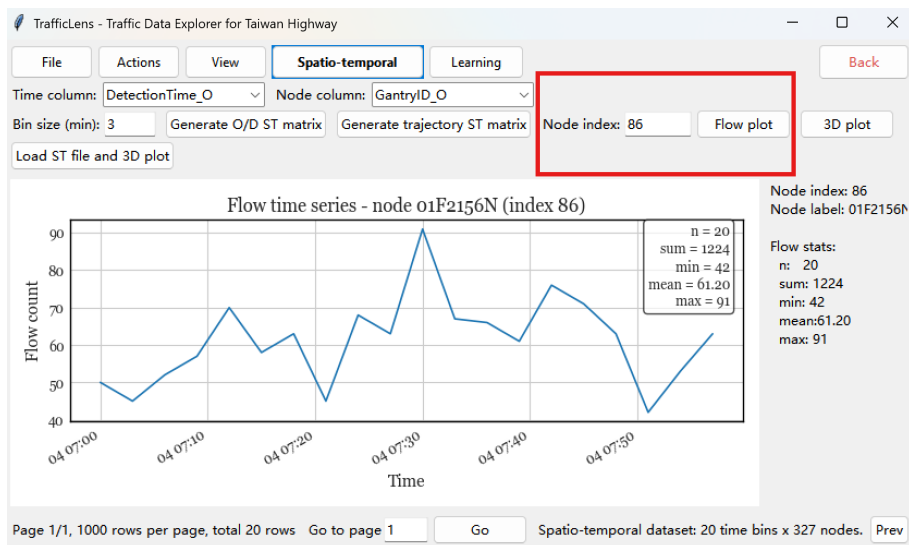 TrafficLens - Traffic Data Explorer for Taiwan Highway
File Actions View Spatio-temporal Learning Back
Time column: DetectionTime_O Node column: GantryID_O
Bin size (min): 3 Generate O/D ST matrix Generate trajectory ST matrix Node index: 86 Flow plot 3D plot
Load ST file and 3D plot
Flow time series - node 01F2156N (index 86)
n = 20
sum = 1224
min = 42
mean = 61.20
max = 91
Flow count
90
80
70
60
50
40
04 07:00 04 07:10 04 07:20 04 07:30 04 07:40 04 07:50
Time
Node index: 86
Node label: 01F2156N
Flow stats:
n: 20
sum: 1224
min: 42
mean:61.20
max: 91
Page 1/1, 1000 rows per page, total 20 rows Go to page 1 Go Spatio-temporal dataset: 20 time bins x 327 nodes. Prev